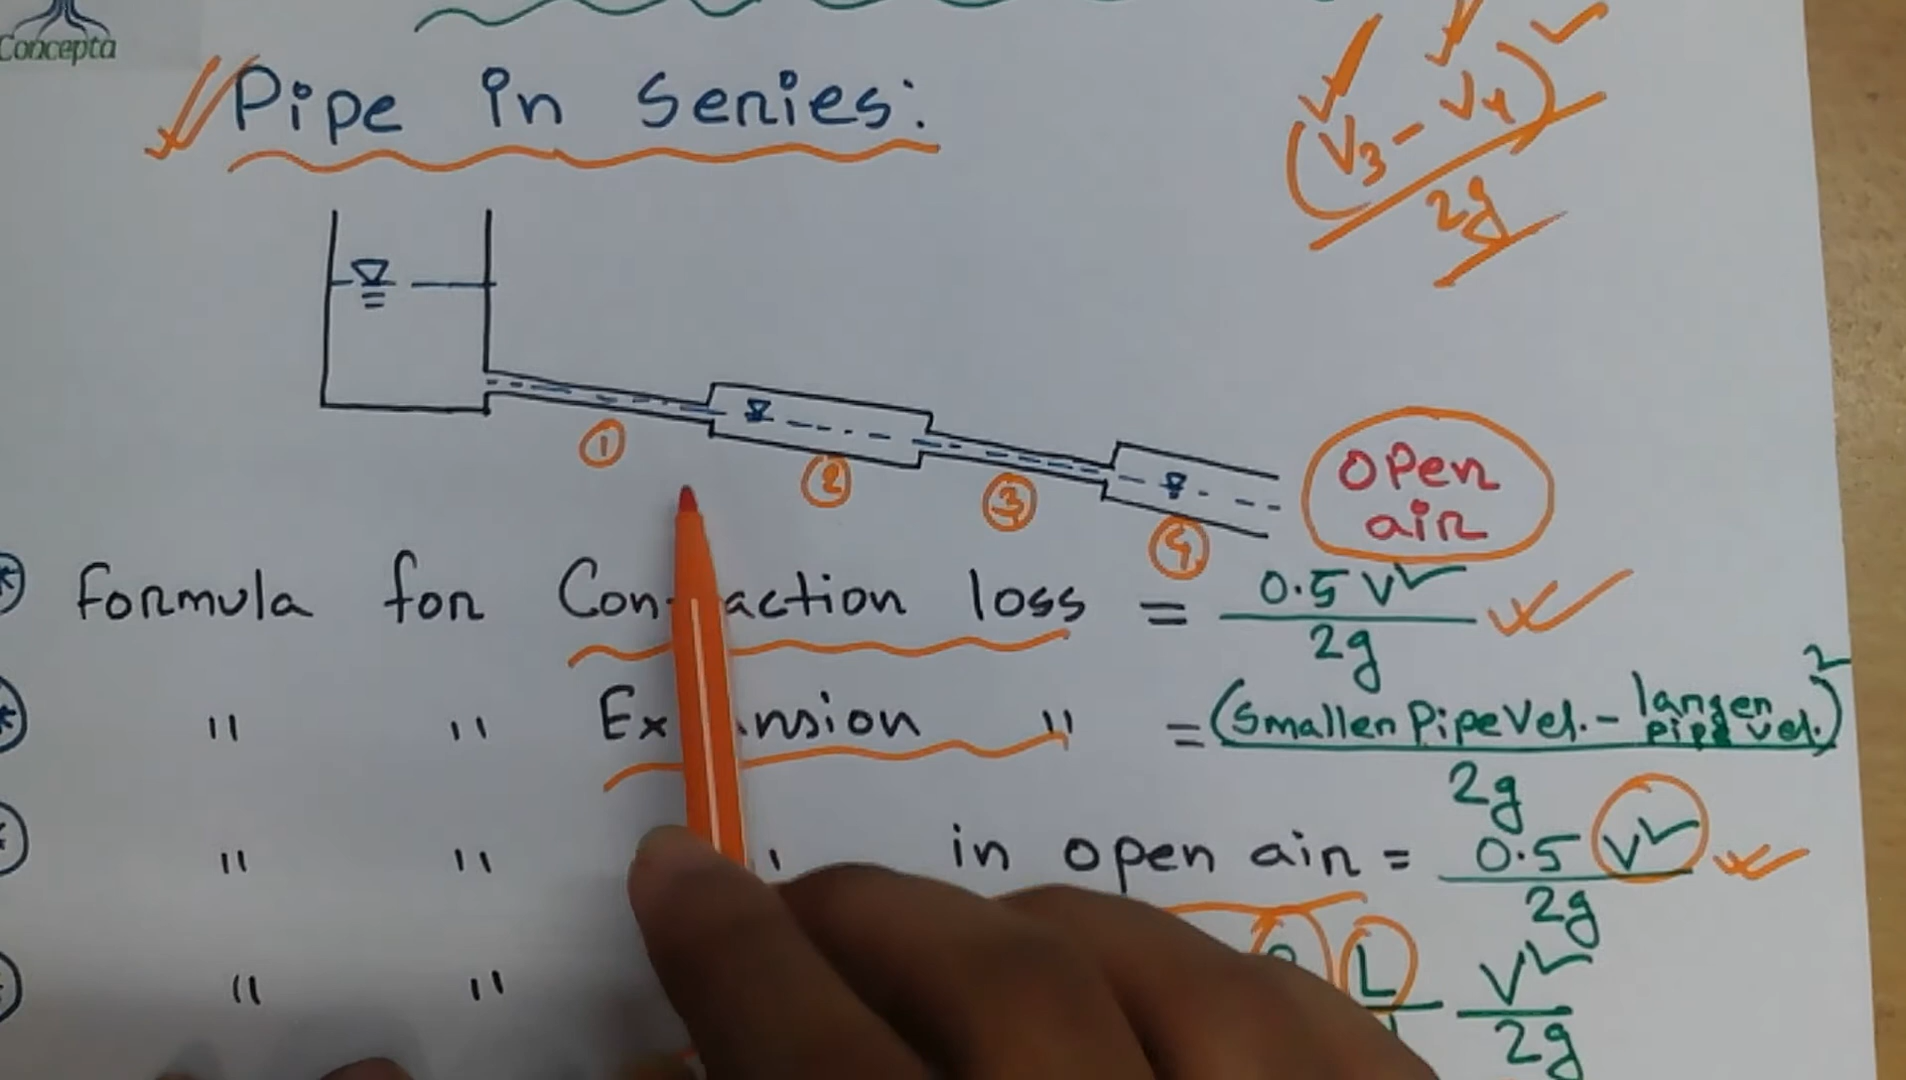 Concepta
Pipe in Series:
(V3 - V4)²
2g
1
2
3
4
open
air
Formula for Con action loss = 0.5 V²
2g
" " Ex nsion " = (Smaller Pipe Vel. - larger pipe vel.)²
2g
" " " in open air = 0.5 V²
2g
" " L V²
2g